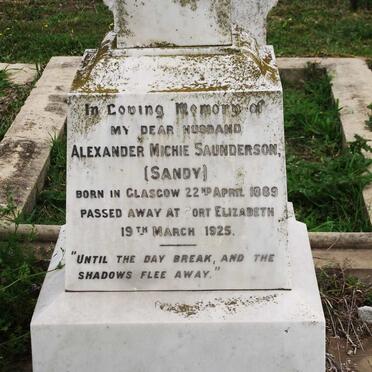 In Loving Memory of
MY DEAR HUSBAND
ALEXANDER MICHIE SAUNDERSON,
(SANDY)
BORN IN GLASGOW 22ND APRIL 1889
PASSED AWAY AT ORT ELIZABETH
19TH MARCH 1925.
"UNTIL THE DAY BREAK, AND THE
SHADOWS FLEE AWAY."